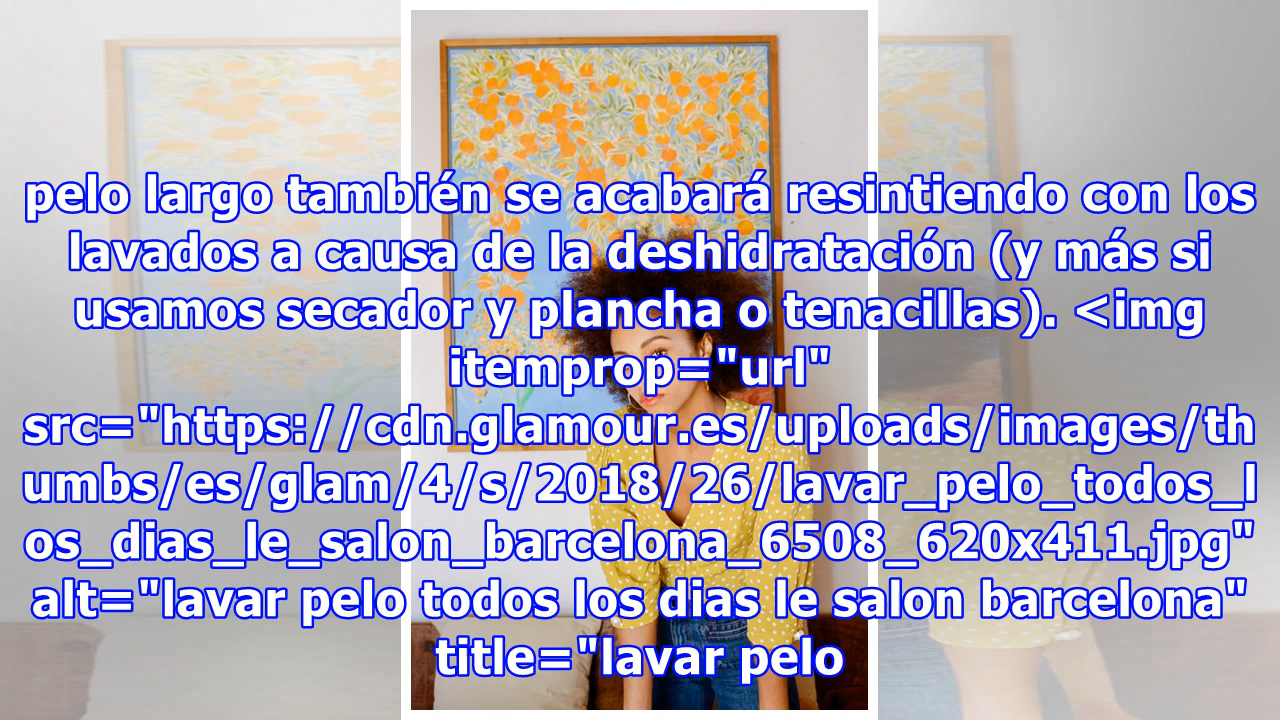 pelo largo también se acabará resintiendo con los
lavados a causa de la deshidratación (y más si
usamos secador y plancha o tenacillas). <img
itemprop="url"
src="https://cdn.glamour.es/uploads/images/th
umbs/es/glam/4/s/2018/26/lavar_pelo_todos_l
os_dias_le_salon_barcelona_6508_620x411.jpg"
alt="lavar pelo todos los dias le salon barcelona"
title="lavar pelo